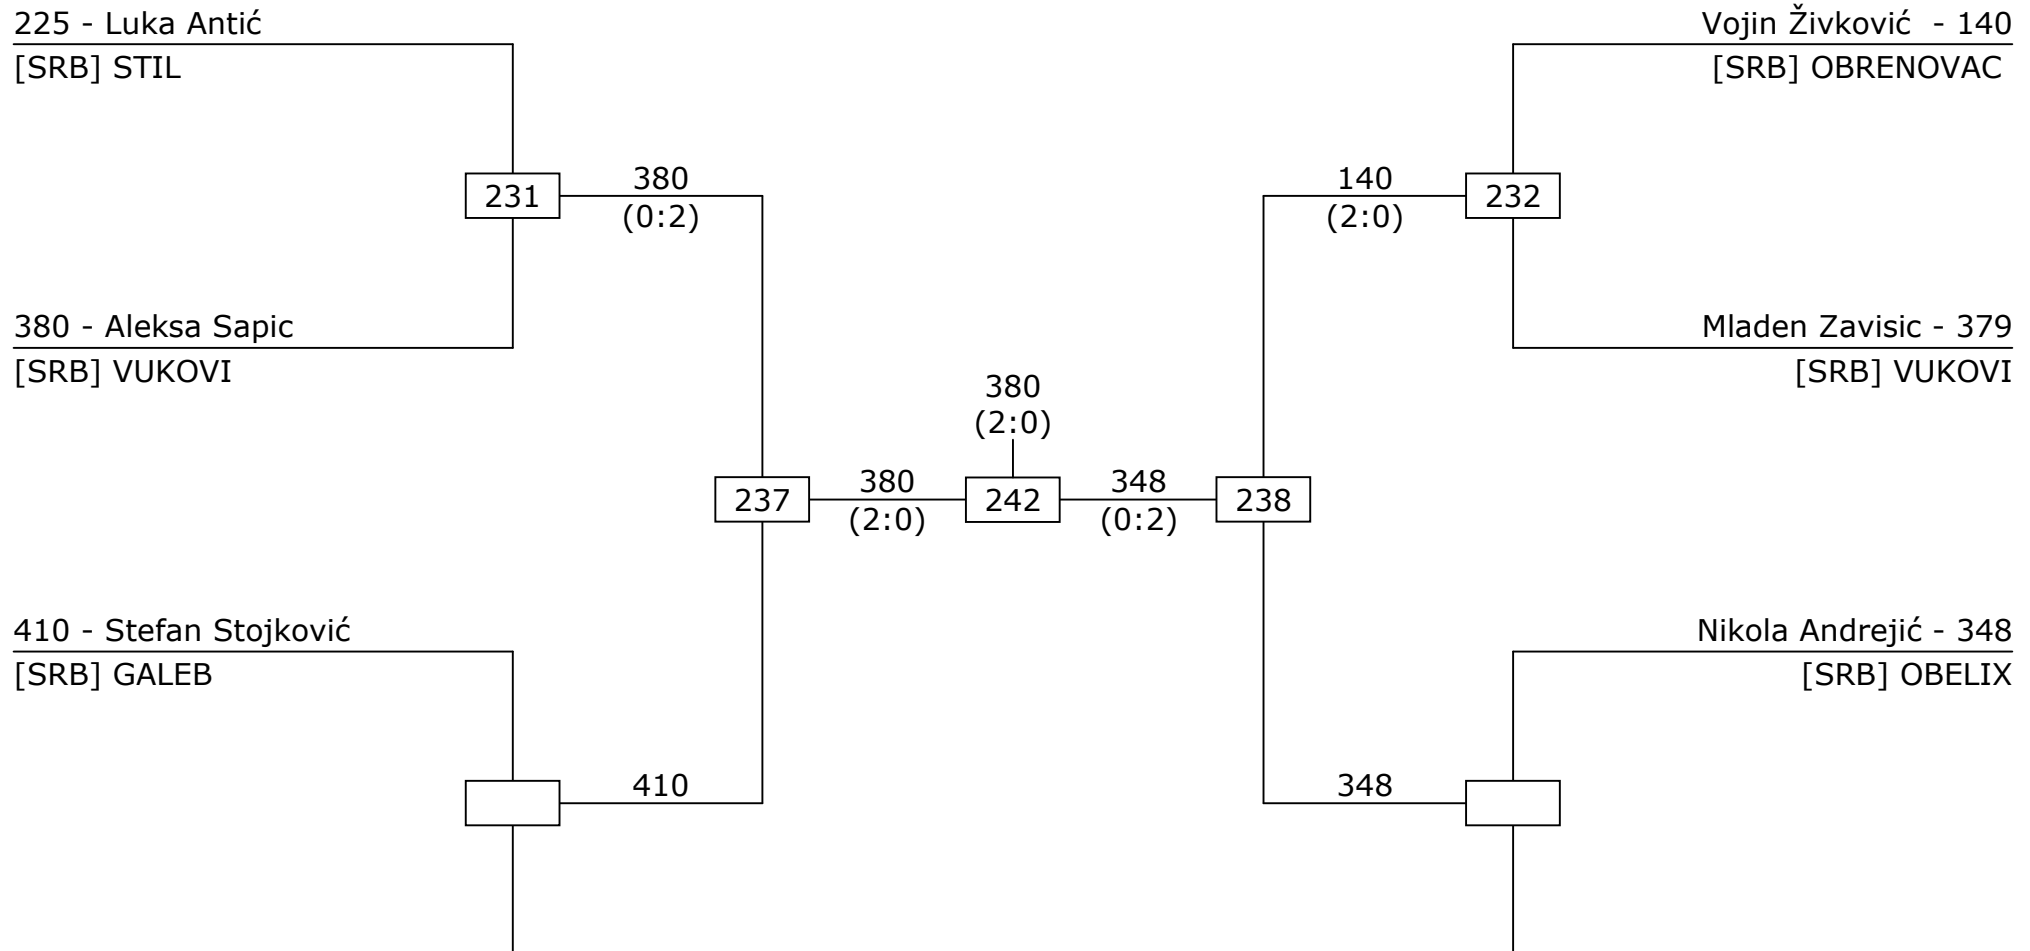 225 - Luka Antić
[SRB] STIL
Vojin Živković  - 140
[SRB] OBRENOVAC
231
380
(0:2)
140
(2:0)
232
380 - Aleksa Sapic
[SRB] VUKOVI
Mladen Zavisic - 379
[SRB] VUKOVI
380
(2:0)
237
380
(2:0)
242
348
(0:2)
238
410 - Stefan Stojković
[SRB] GALEB
Nikola Andrejić - 348
[SRB] OBELIX
410
348